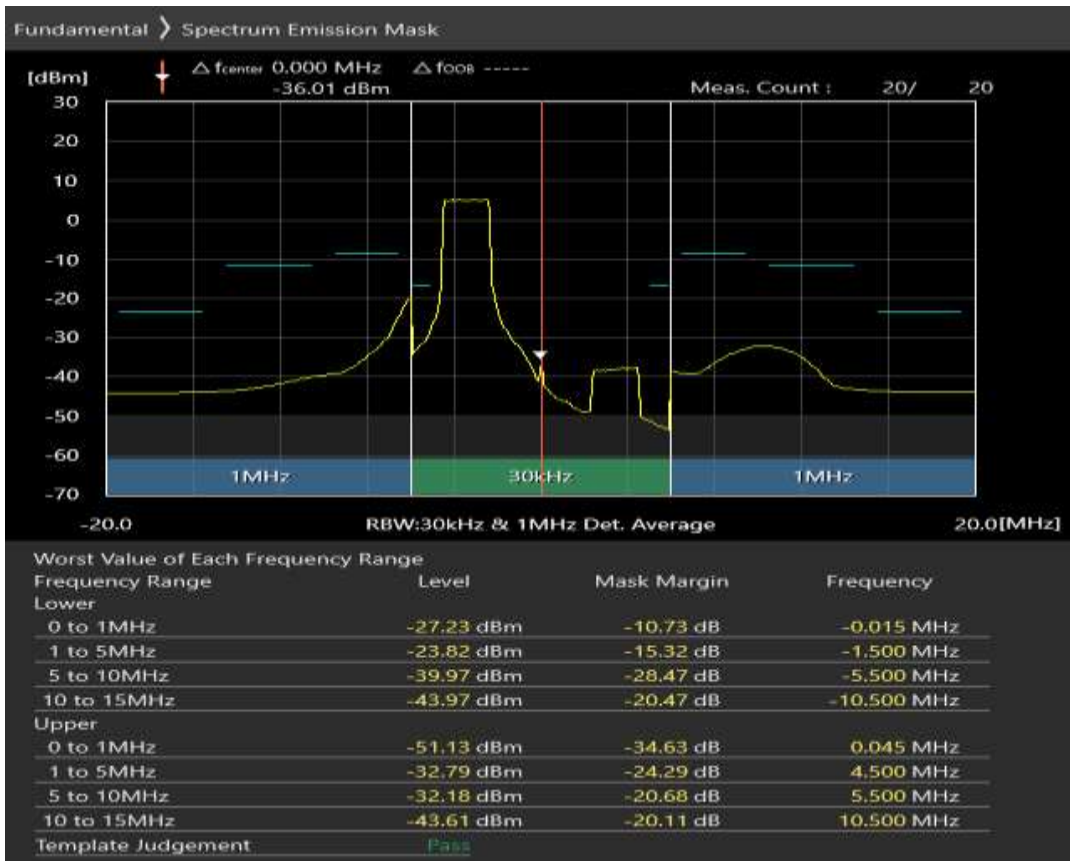 Fundamental 〉 Spectrum Emission Mask
[dBm] △ fcenter 0.000 MHz △ fOOB -----
-36.01 dBm Meas. Count : 20/ 20
30
20
10
0
-10
-20
-30
-40
-50
-60
-70
1MHz 30kHz 1MHz
-20.0 RBW:30kHz & 1MHz Det. Average 20.0[MHz]
Worst Value of Each Frequency Range
Frequency Range Level Mask Margin Frequency
Lower
0 to 1MHz -27.23 dBm -10.73 dB -0.015 MHz
1 to 5MHz -23.82 dBm -15.32 dB -1.500 MHz
5 to 10MHz -39.97 dBm -28.47 dB -5.500 MHz
10 to 15MHz -43.97 dBm -20.47 dB -10.500 MHz
Upper
0 to 1MHz -51.13 dBm -34.63 dB 0.045 MHz
1 to 5MHz -32.79 dBm -24.29 dB 4.500 MHz
5 to 10MHz -32.18 dBm -20.68 dB 5.500 MHz
10 to 15MHz -43.61 dBm -20.11 dB 10.500 MHz
Template Judgement Pass